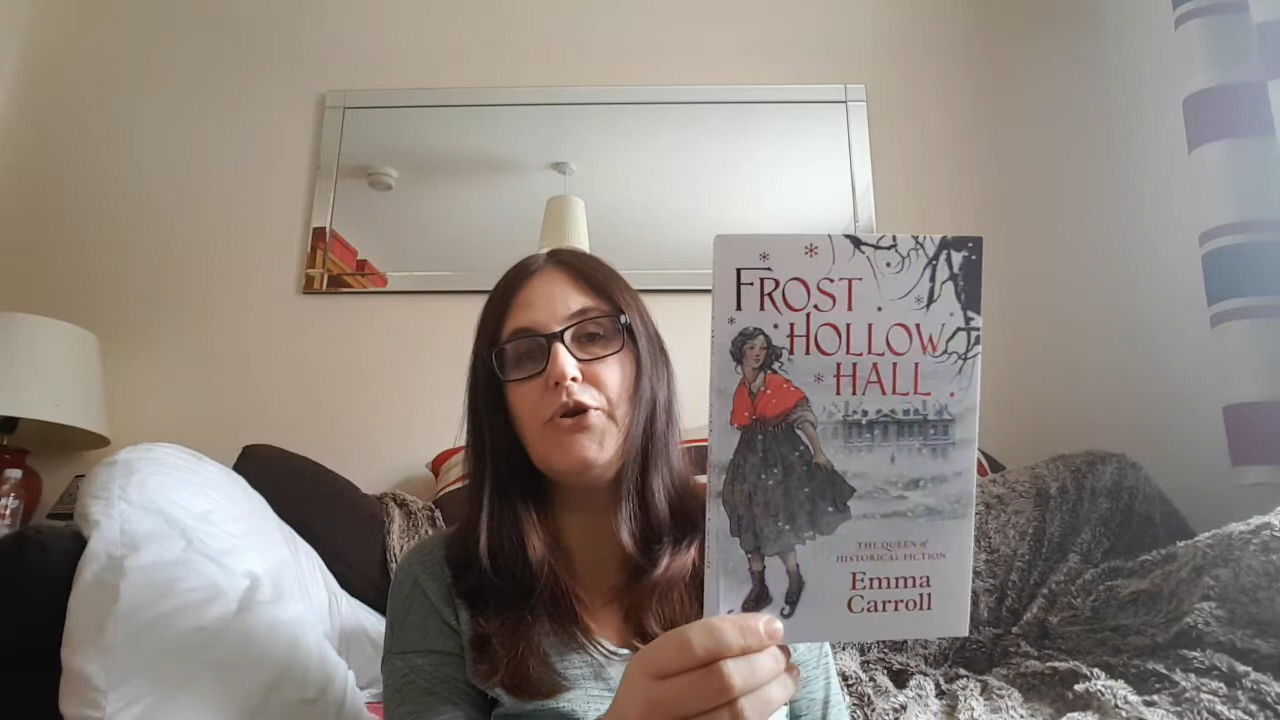 FROST
HOLLOW
HALL
THE QUEEN of
HISTORICAL FICTION
Emma
Carroll